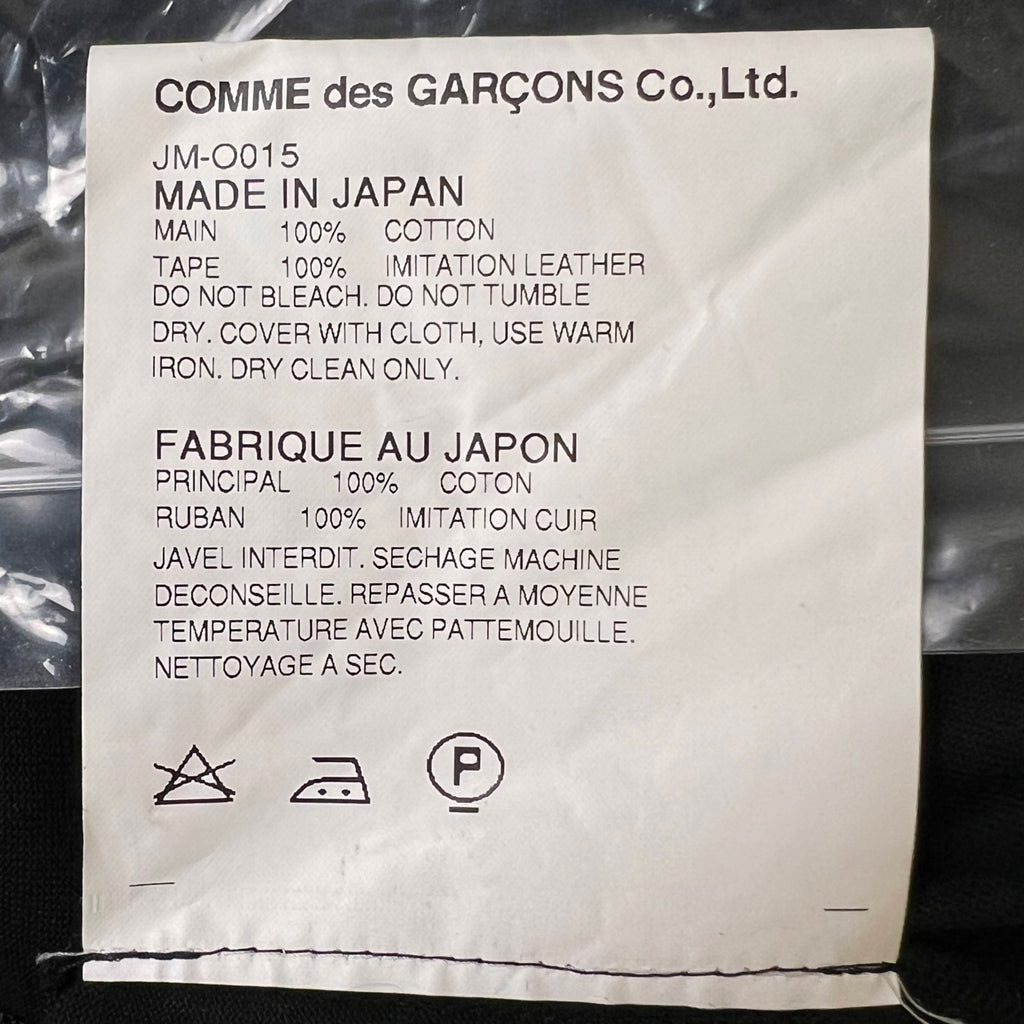 COMME des GARÇONS Co.,Ltd.
JM-O015
MADE IN JAPAN
MAIN 100% COTTON
TAPE 100% IMITATION LEATHER
DO NOT BLEACH. DO NOT TUMBLE
DRY. COVER WITH CLOTH, USE WARM
IRON. DRY CLEAN ONLY.
FABRIQUE AU JAPON
PRINCIPAL 100% COTON
RUBAN 100% IMITATION CUIR
JAVEL INTERDIT. SECHAGE MACHINE
DECONSEILLE. REPASSER A MOYENNE
TEMPERATURE AVEC PATTEMOUILLE.
NETTOYAGE A SEC.
P